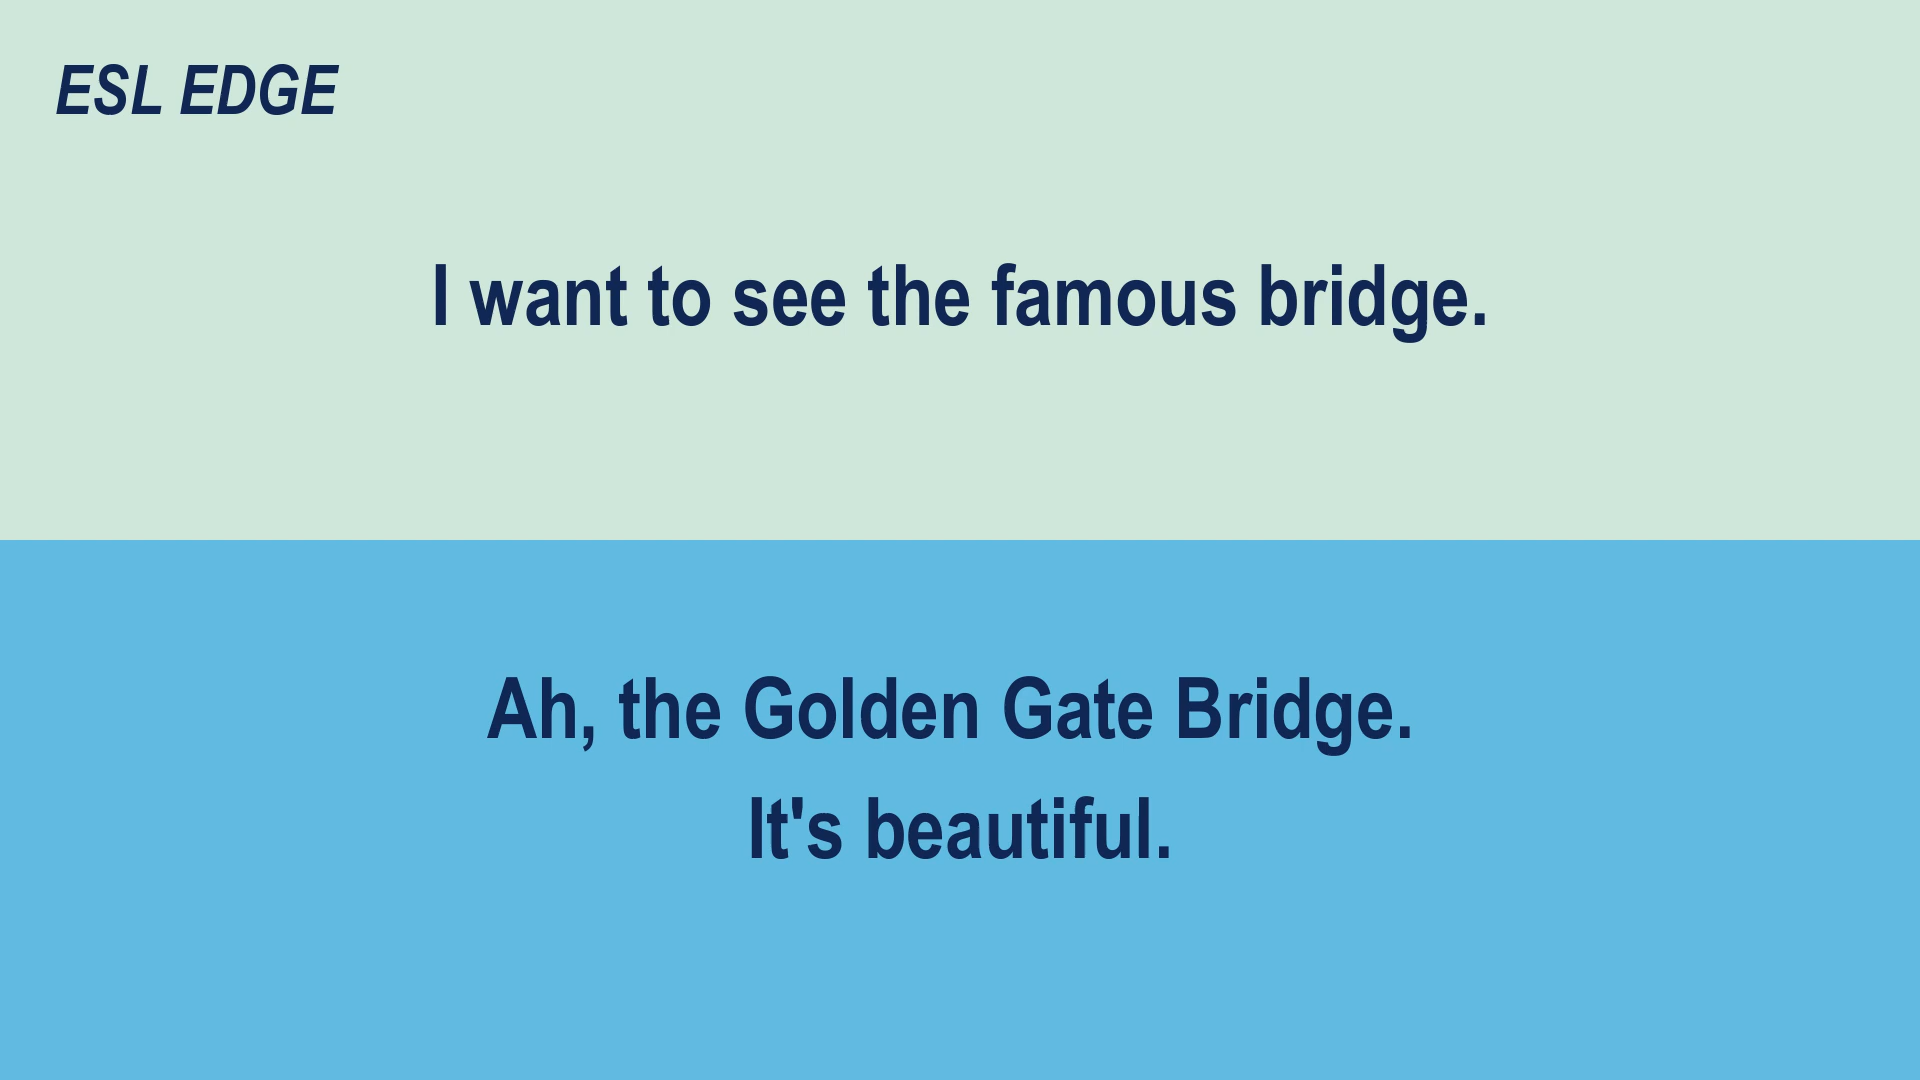 ESL EDGE
I want to see the famous bridge.
Ah, the Golden Gate Bridge.
It's beautiful.